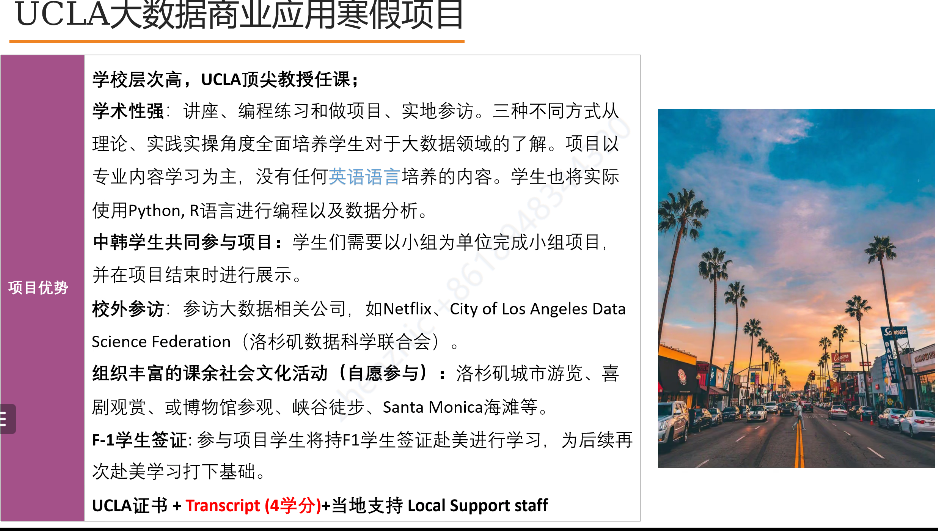 UCLA大数据商业应用寒假项目
项目优势
学校层次高，UCLA顶尖教授任课；
学术性强：讲座、编程练习和做项目、实地参访。三种不同方式从
理论、实践实操角度全面培养学生对于大数据领域的了解。项目以
专业内容学习为主，没有任何英语语言培养的内容。学生也将实际
使用Python, R语言进行编程以及数据分析。
中韩学生共同参与项目：学生们需要以小组为单位完成小组项目，
并在项目结束时进行展示。
校外参访：参访大数据相关公司，如Netflix、City of Los Angeles Data
Science Federation（洛杉矶数据科学联合会）。
组织丰富的课余社会文化活动（自愿参与）：洛杉矶城市游览、喜
剧观赏、或博物馆参观、峡谷徒步、Santa Monica海滩等。
F-1学生签证: 参与项目学生将持F1学生签证赴美进行学习，为后续再
次赴美学习打下基础。
UCLA证书 + Transcript (4学分)+当地支持 Local Support staff